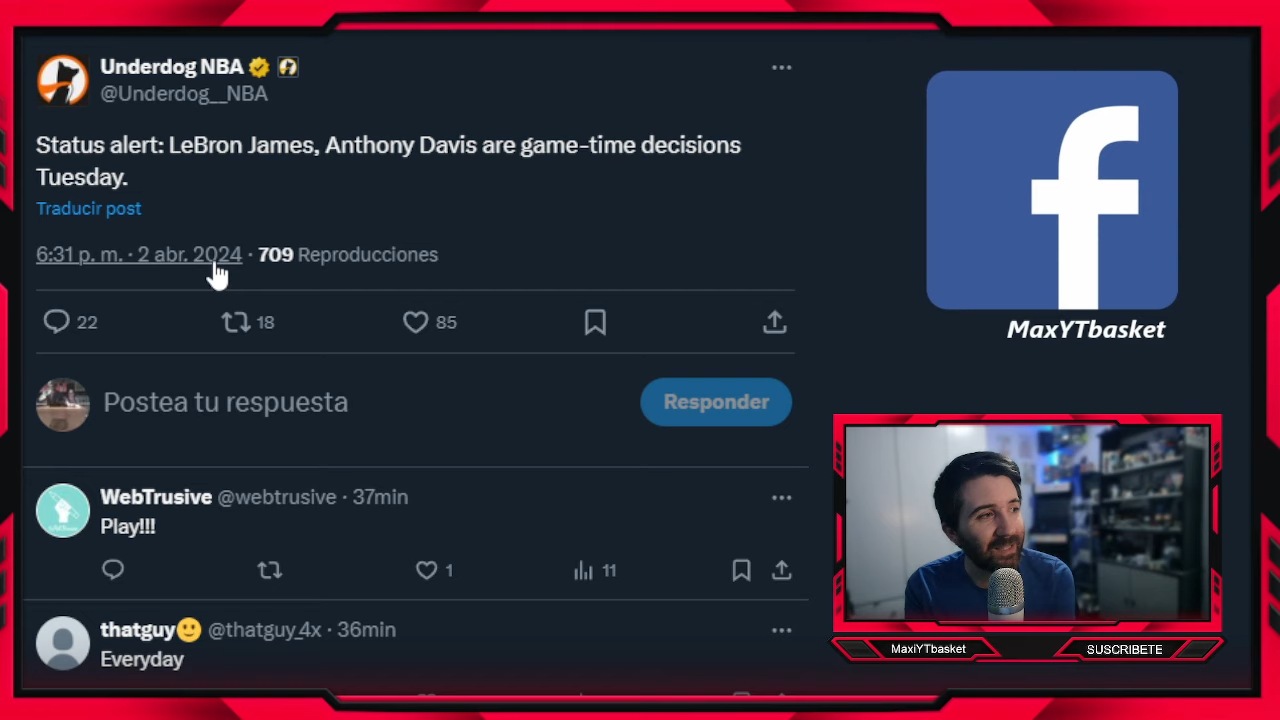 Underdog NBA
@Underdog__NBA
Status alert: LeBron James, Anthony Davis are game-time decisions
Tuesday.
Traducir post
6:31 p. m. · 2 abr. 2024 · 709 Reproducciones
22 18 85
Postea tu respuesta
Responder
WebTrusive @webtrusive · 37min
Play!!!
1 11
thatguy🙂 @thatguy_4x · 36min
Everyday
f
MaxYTbasket
MaxiYTbasket
SUSCRIBETE